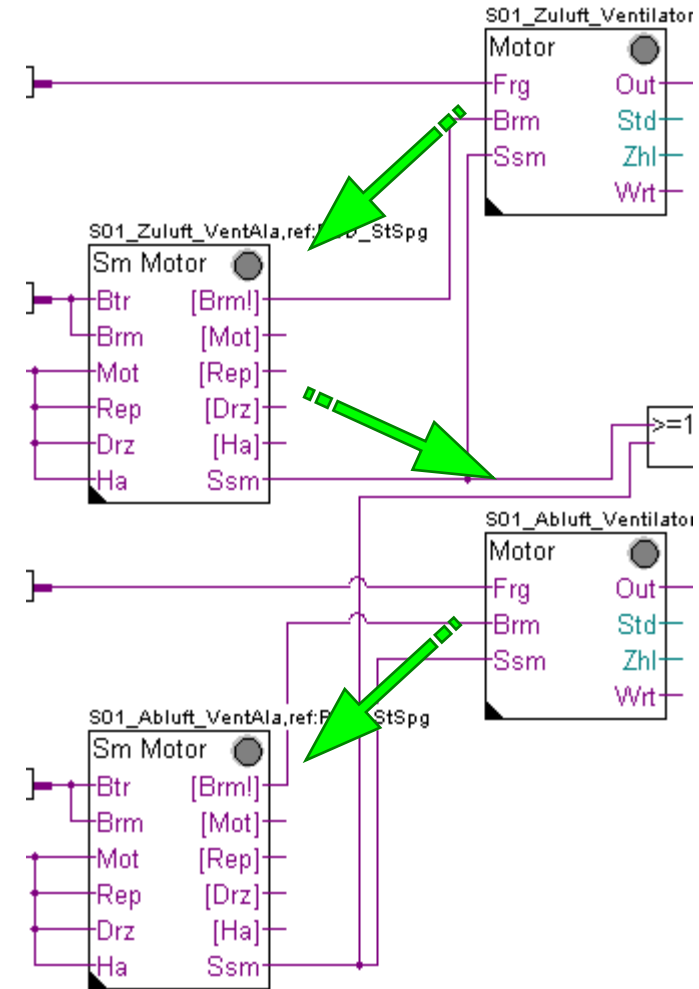 S01_Zuluft_Ventilator
Motor
Frg Out
Brm Std
Ssm Zhl
Wrt
S01_Zuluft_VentAla,ref: _StSpg
Sm Motor
Btr [Brm!]
Brm [Mot]
Mot [Rep]
Rep [Drz]
Drz [Ha]
Ha Ssm
>=1
S01_Abluft_Ventilator
Motor
Frg Out
Brm Std
Ssm Zhl
Wrt
S01_Abluft_VentAla,ref: StSpg
Sm Motor
Btr [Brm!]
Brm [Mot]
Mot [Rep]
Rep [Drz]
Drz [Ha]
Ha Ssm